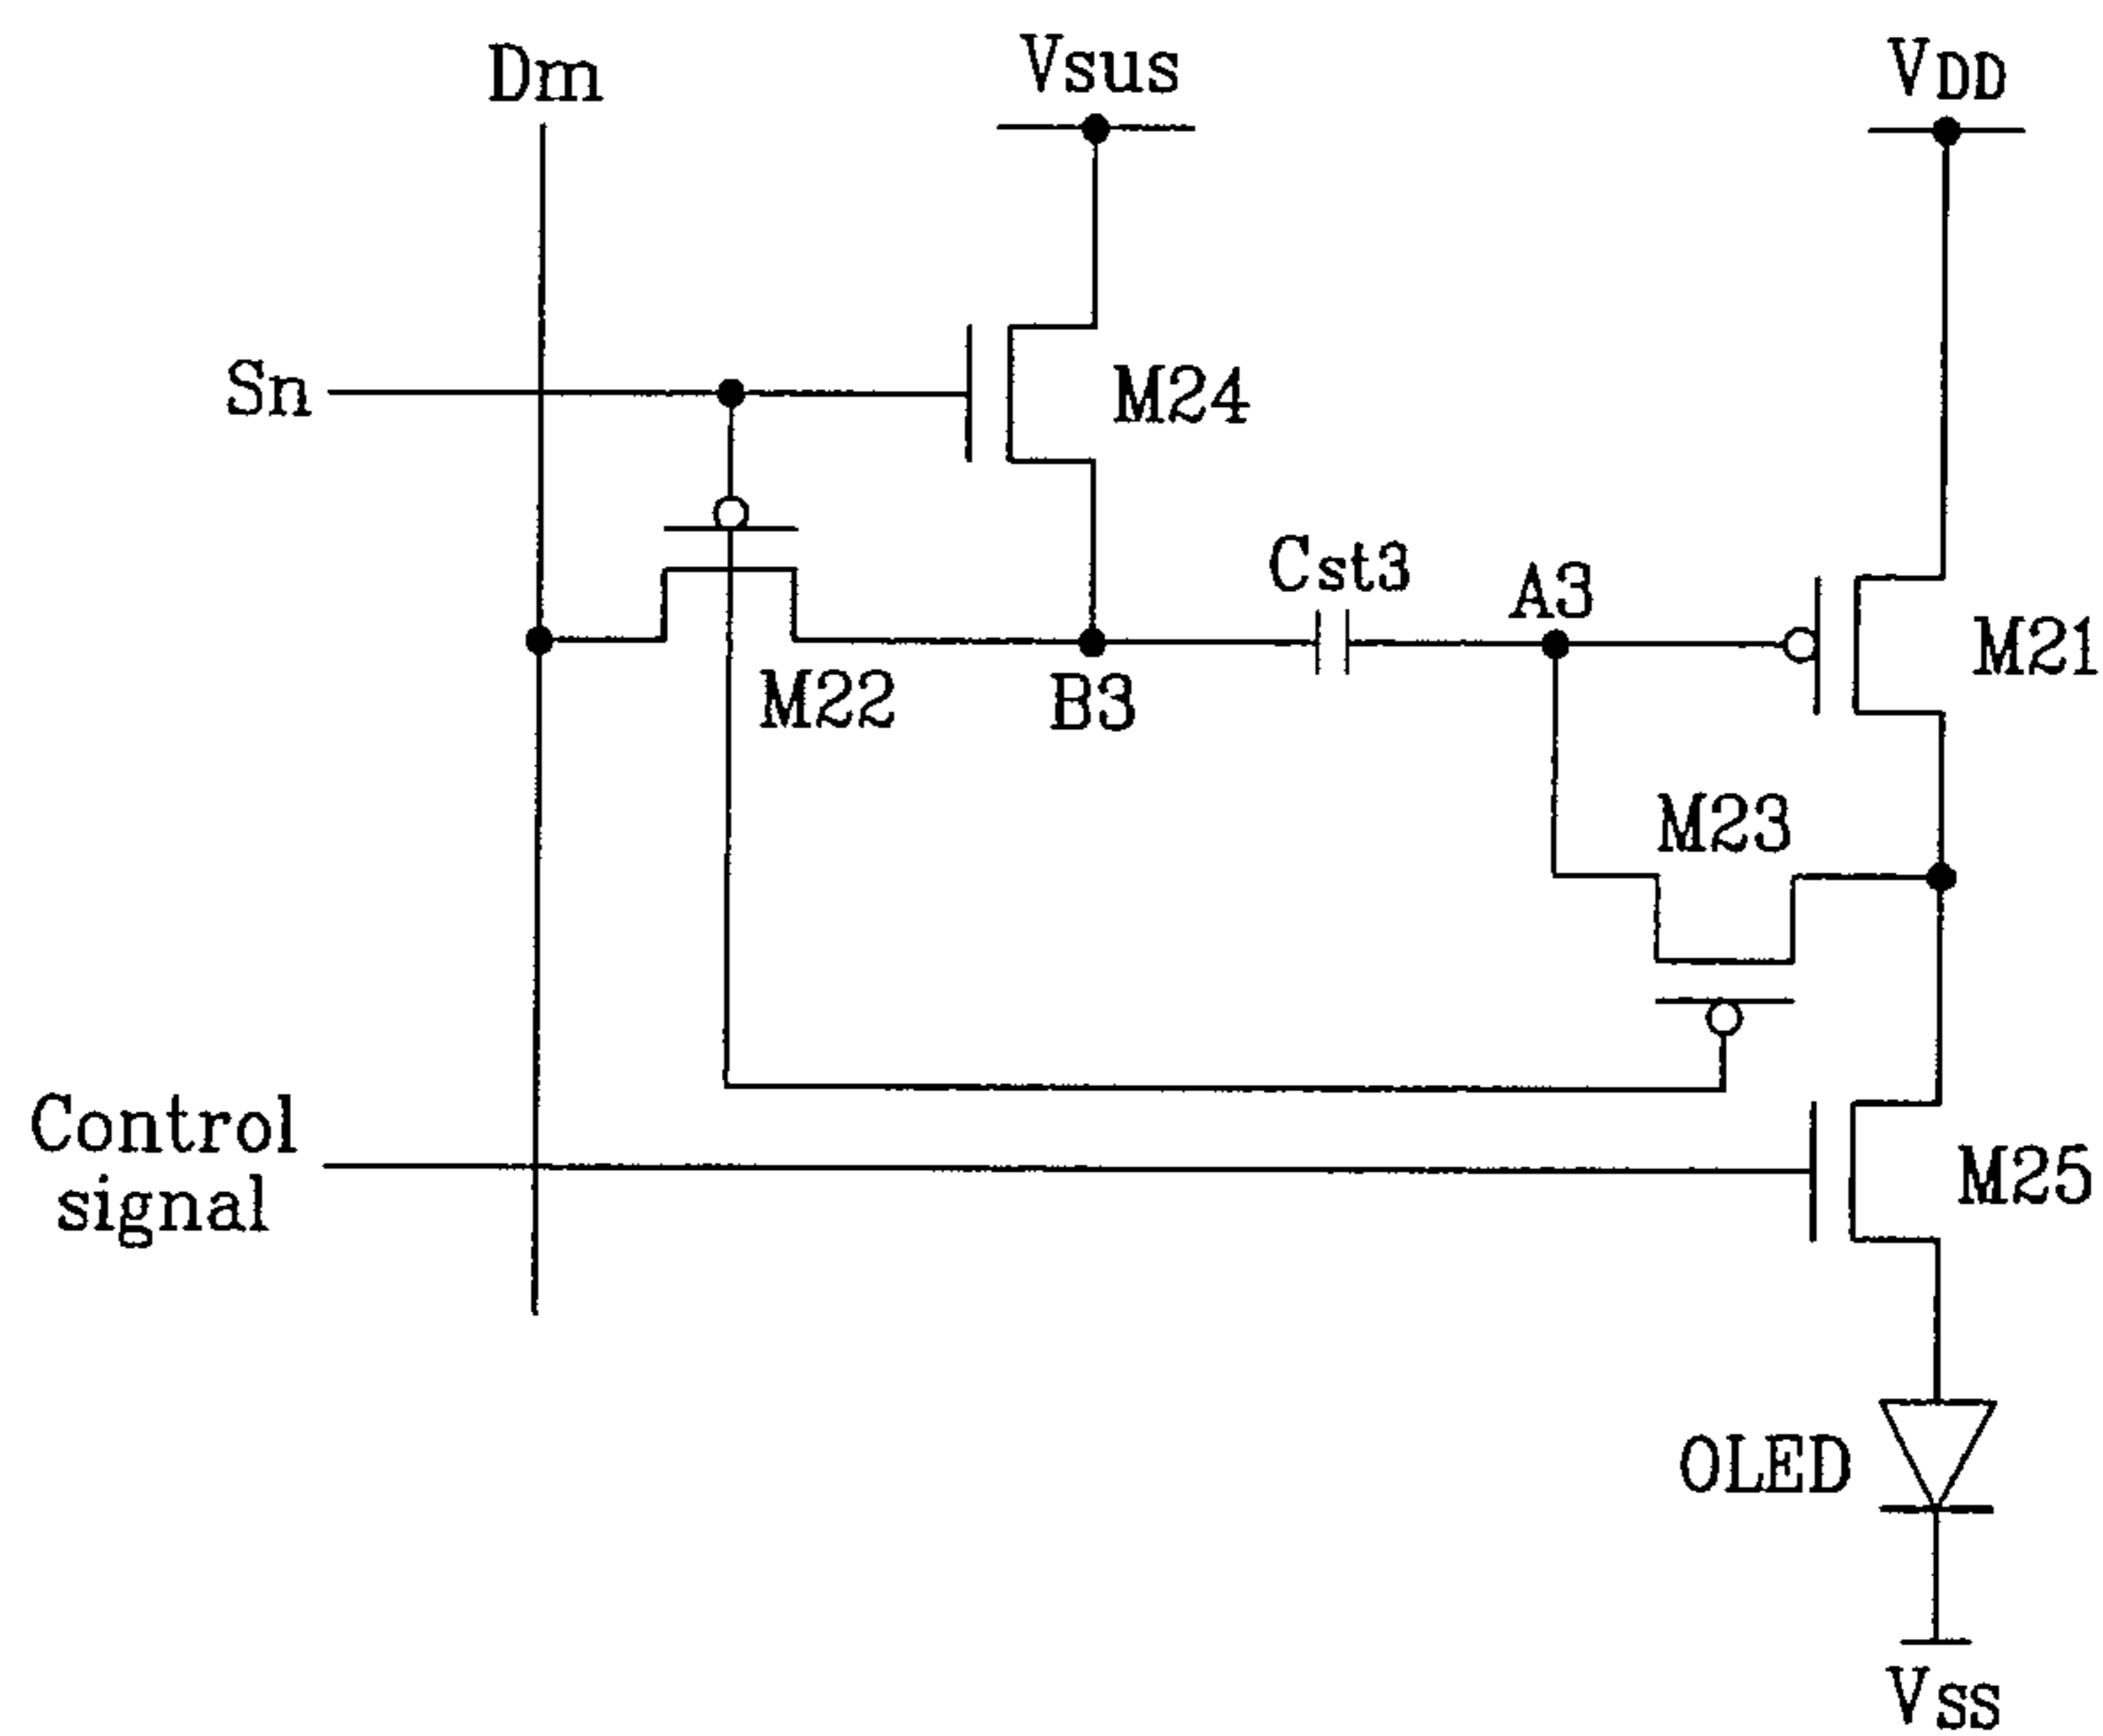 Dm
Vsus
VDD
Sn
M24
Cst3
A3
M21
M22
B3
M23
Control
signal
M25
OLED
Vss